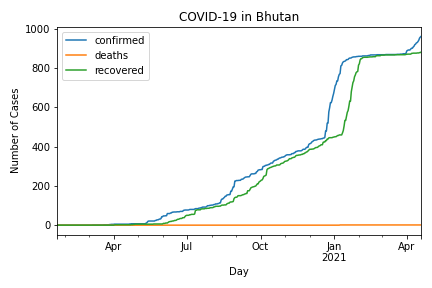 COVID-19 in Bhutan
1000
800
600
400
200
0
Number of Cases
confirmed
deaths
recovered
Apr
Jul
Oct
Jan
2021
Apr
Day